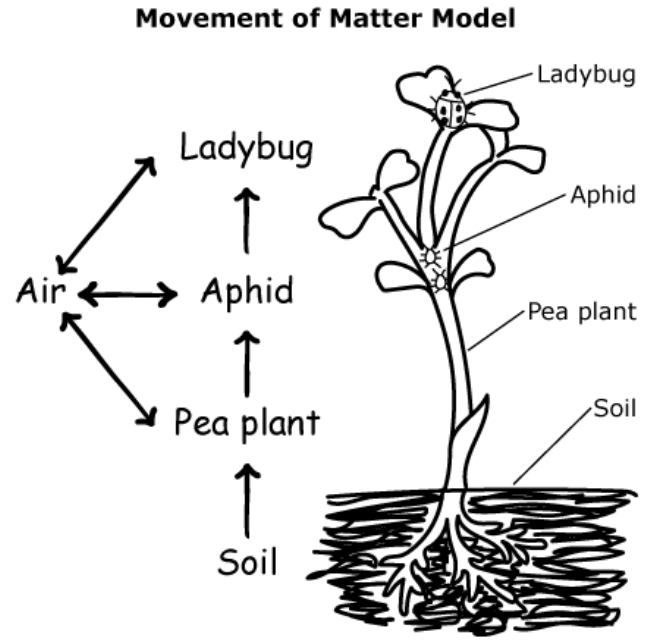 Movement of Matter Model
Ladybug
Air
Aphid
Pea plant
Soil
Ladybug
Aphid
Pea plant
Soil